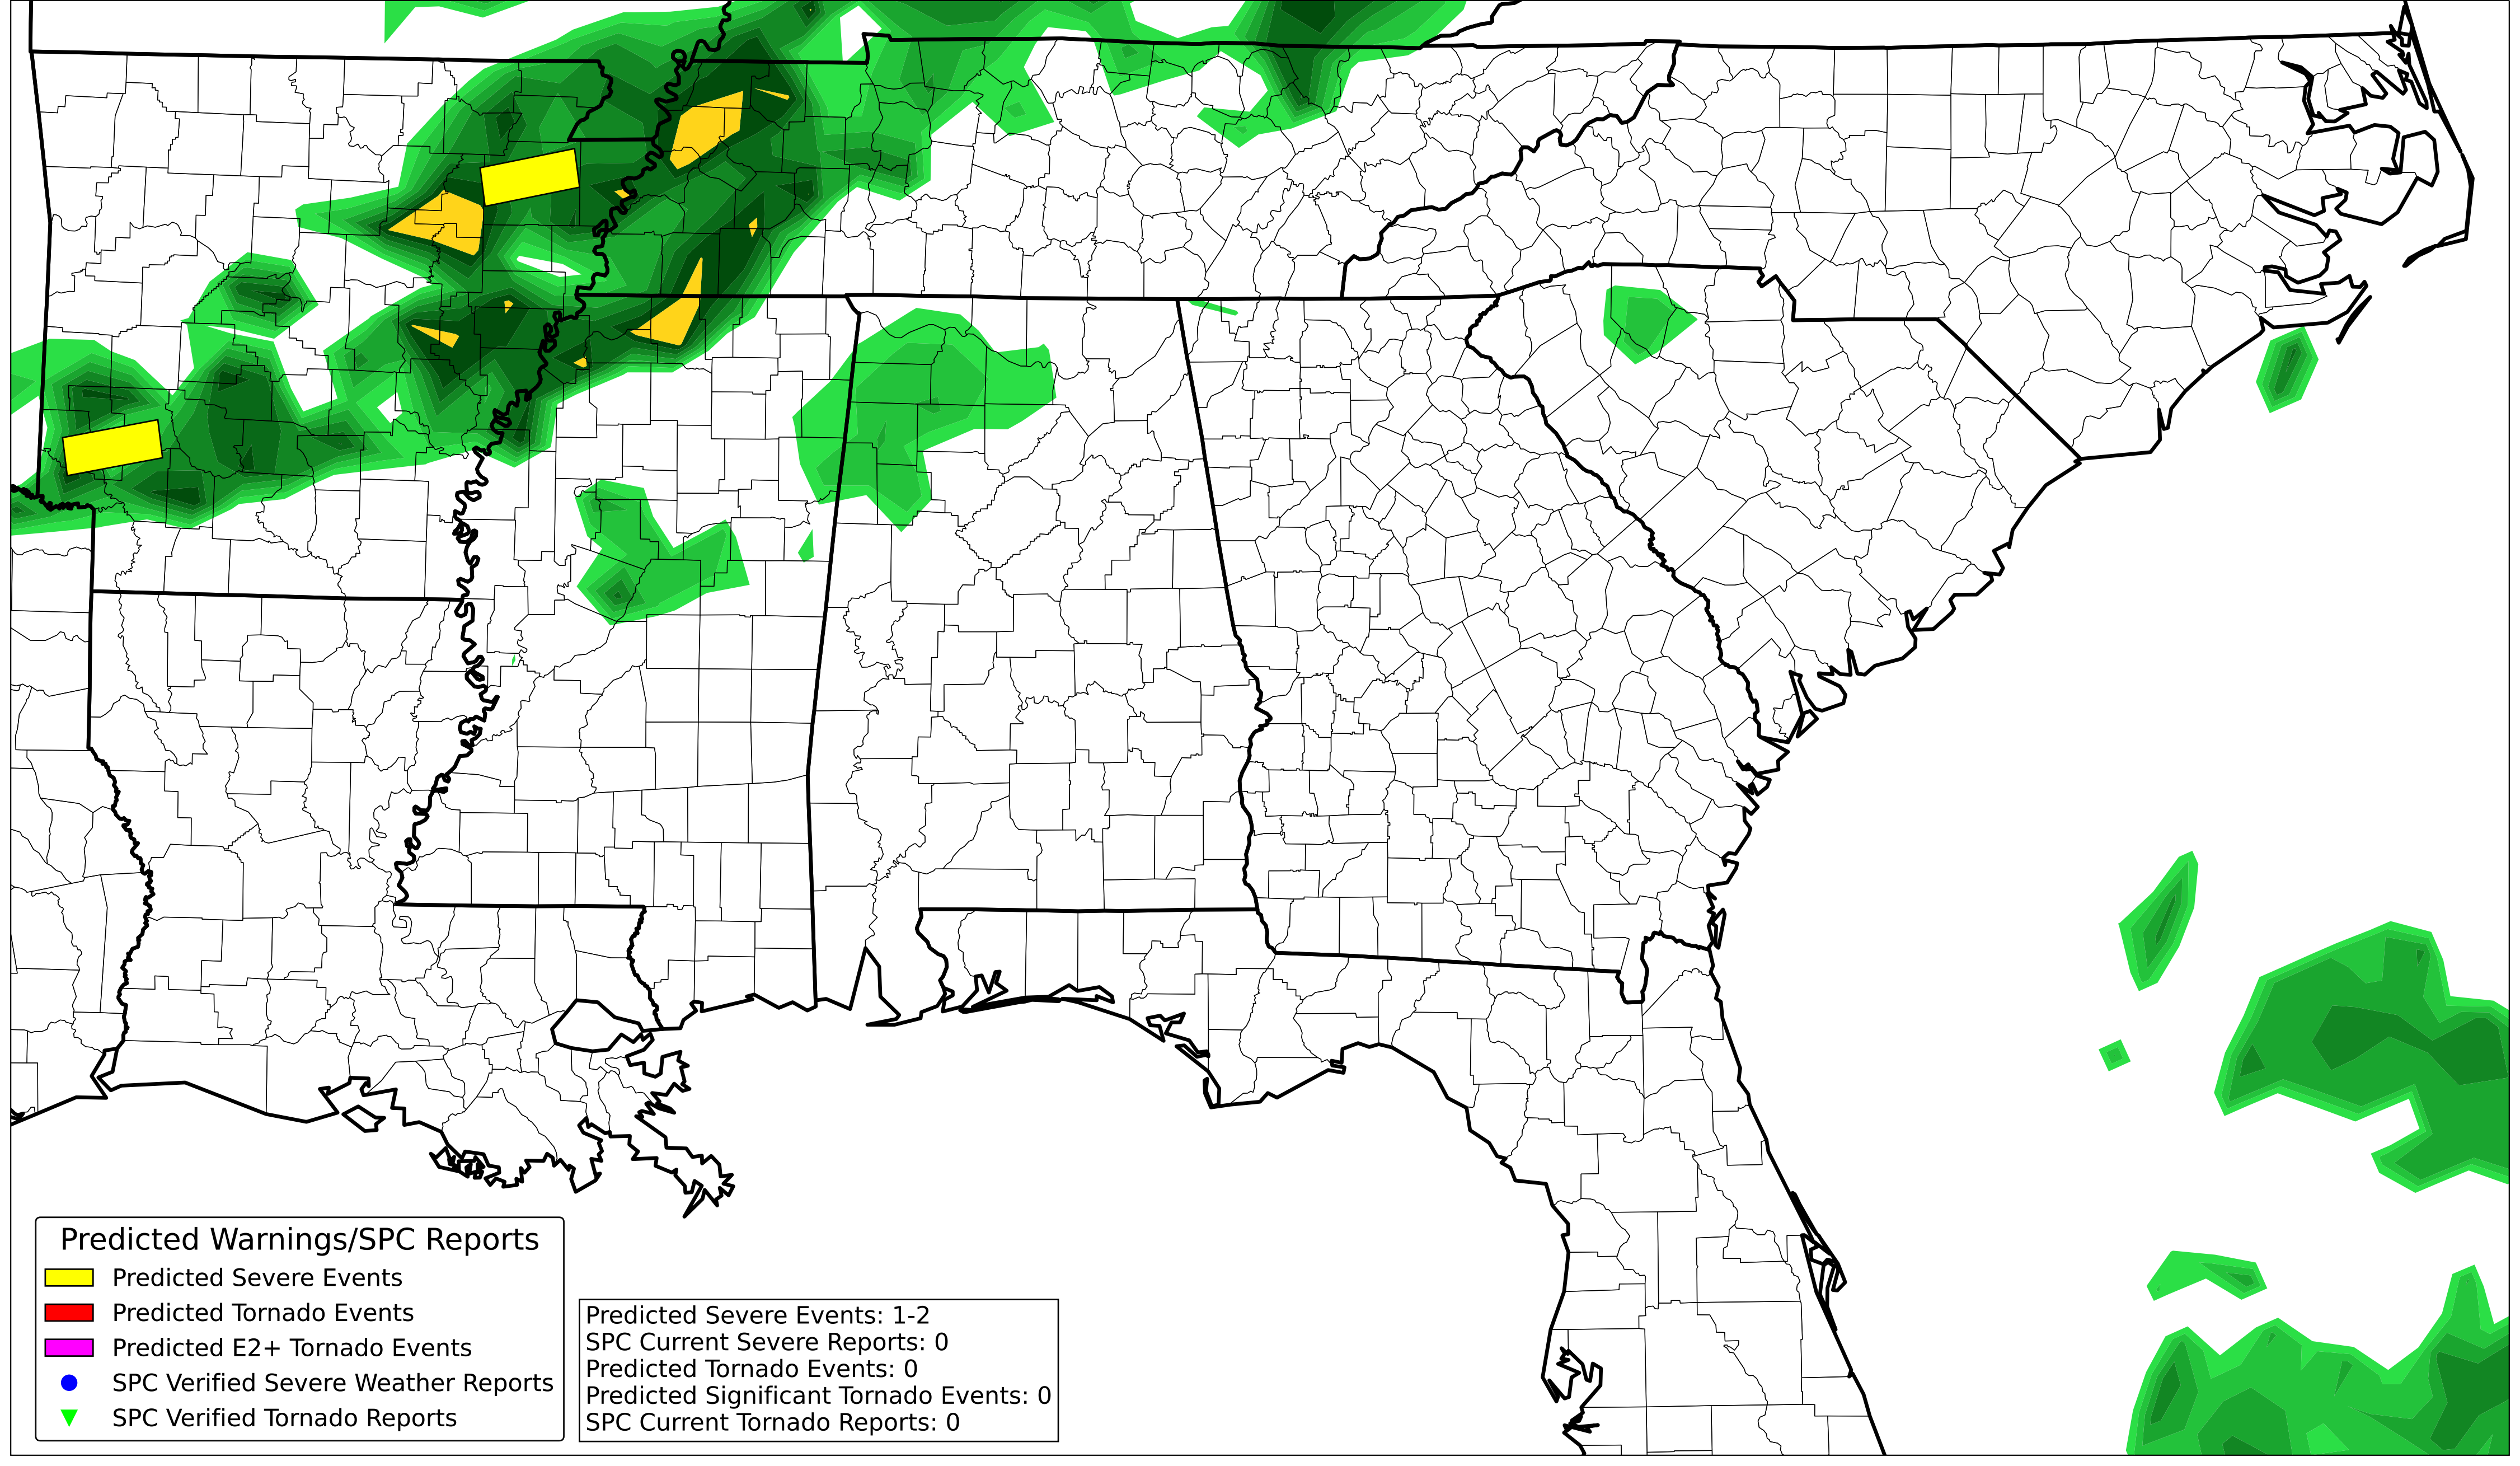 Predicted Warnings/SPC Reports
Predicted Severe Events
Predicted Tornado Events
Predicted E2+ Tornado Events
SPC Verified Severe Weather Reports
SPC Verified Tornado Reports
Predicted Severe Events: 1-2
SPC Current Severe Reports: 0
Predicted Tornado Events: 0
Predicted Significant Tornado Events: 0
SPC Current Tornado Reports: 0